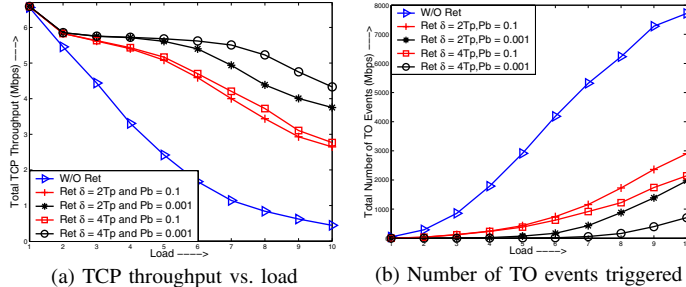 Total TCP Throughput (Mbps) ---->
7
6
5
4
3
2
1
0
1 2 3 4 5 6 7 8 9 10
Load ---->
W/O Ret
Ret δ = 2Tp and Pb = 0.1
Ret δ = 2Tp and Pb = 0.001
Ret δ = 4Tp and Pb = 0.1
Ret δ = 4Tp and Pb = 0.001
(a) TCP throughput vs. load
Total Number of TO Events (Mbps) ---->
8000
7000
6000
5000
4000
3000
2000
1000
W/O Ret
Ret δ = 2Tp,Pb = 0.1
Ret δ = 2Tp,Pb = 0.001
Ret δ = 4Tp,Pb = 0.1
Ret δ = 4Tp,Pb = 0.001
2 3 4 5 6 7 8 9
Load ---->
(b) Number of TO events triggered